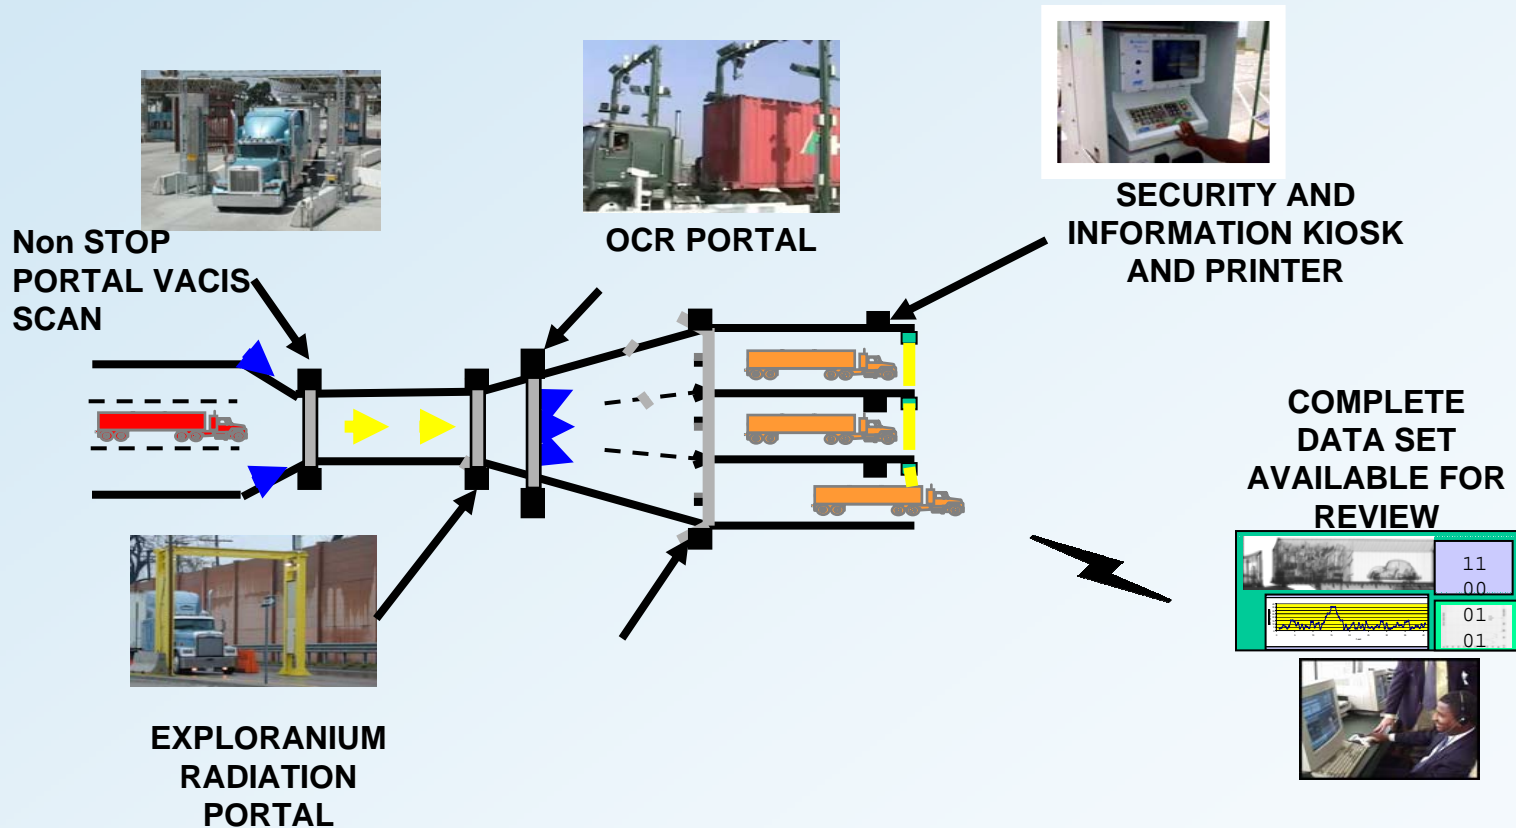 Non STOP
PORTAL VACIS
SCAN
OCR PORTAL
SECURITY AND
INFORMATION KIOSK
AND PRINTER
EXPLORANIUM
RADIATION
PORTAL
COMPLETE
DATA SET
AVAILABLE FOR
REVIEW
11
00
01
01